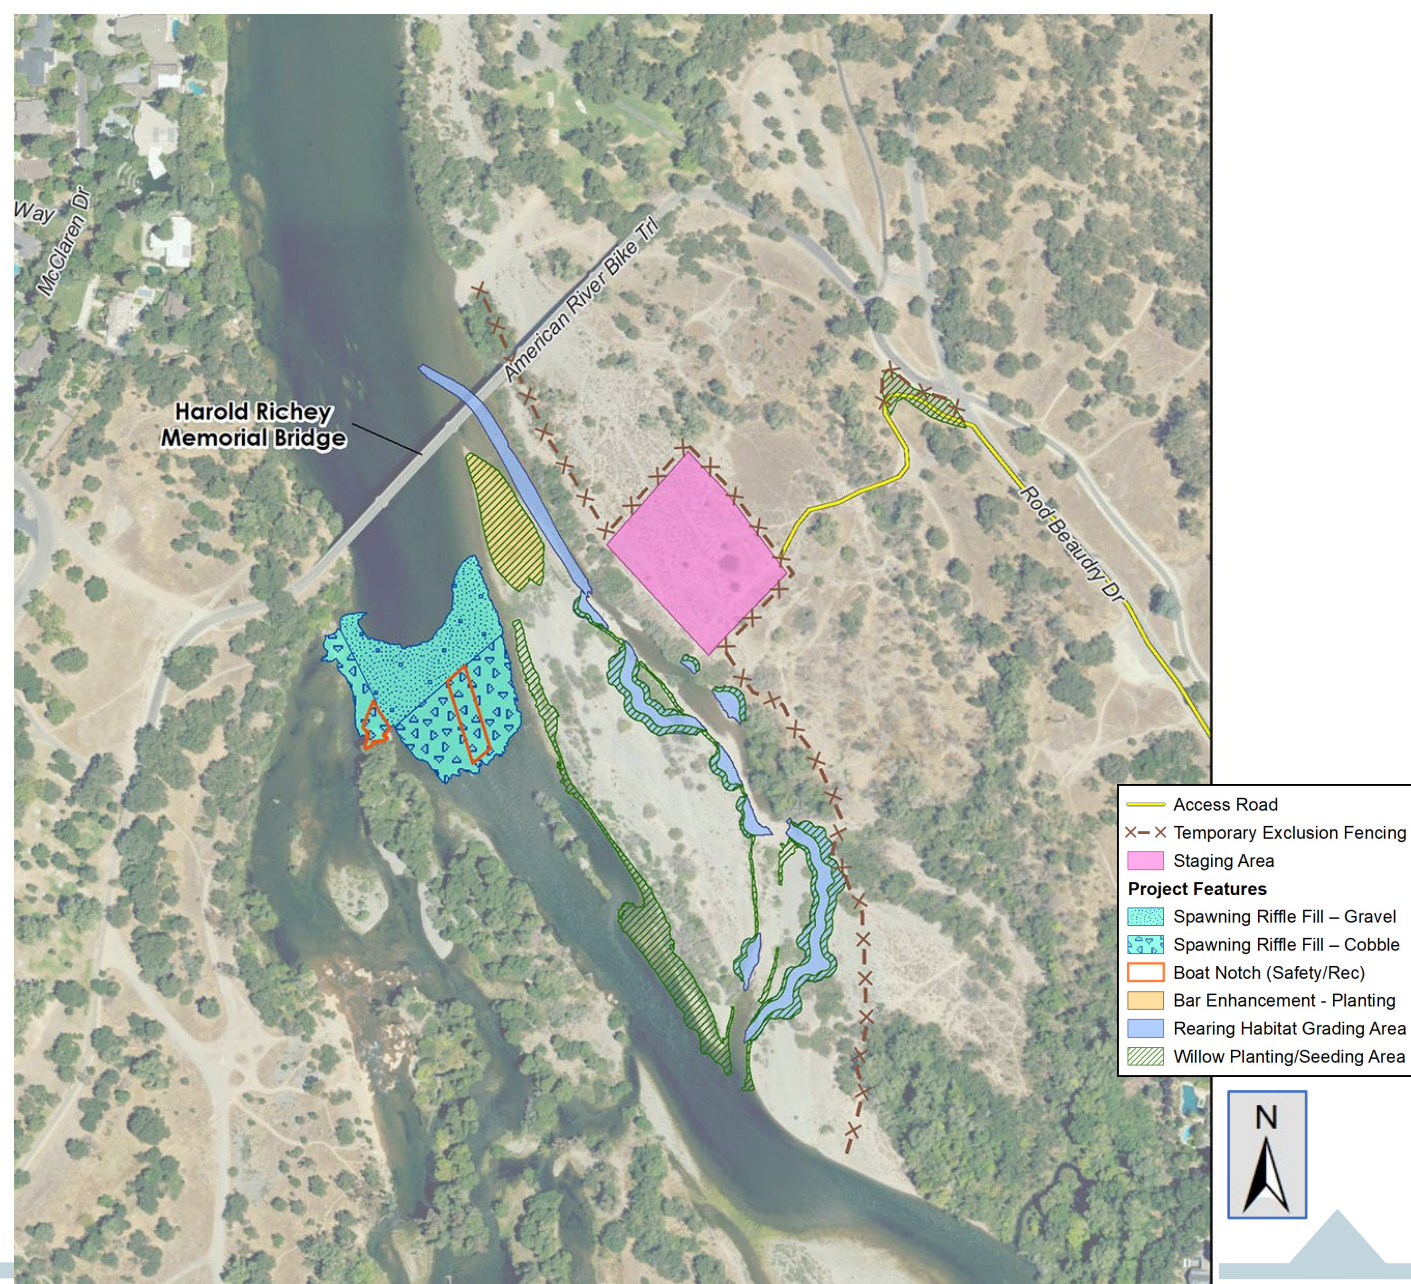 Way
McClaren Dr
American River Bike Trl
Harold Richey
Memorial Bridge
Rod Beaudry Dr
Access Road
Temporary Exclusion Fencing
Staging Area
Project Features
Spawning Riffle Fill – Gravel
Spawning Riffle Fill – Cobble
Boat Notch (Safety/Rec)
Bar Enhancement - Planting
Rearing Habitat Grading Area
Willow Planting/Seeding Area
N